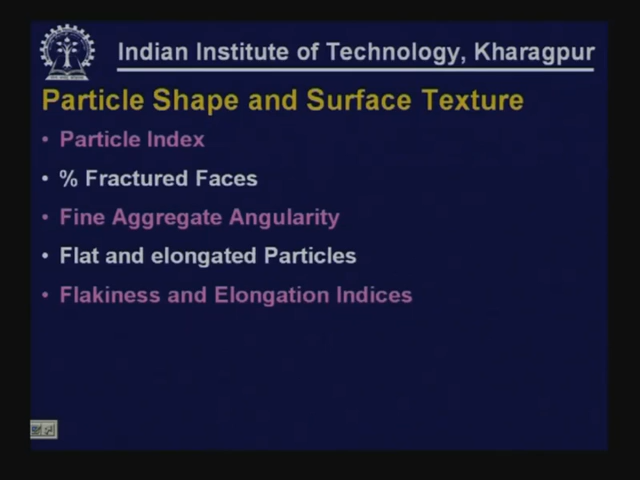 Indian Institute of Technology, Kharagpur
Particle Shape and Surface Texture
• Particle Index
• % Fractured Faces
• Fine Aggregate Angularity
• Flat and elongated Particles
• Flakiness and Elongation Indices